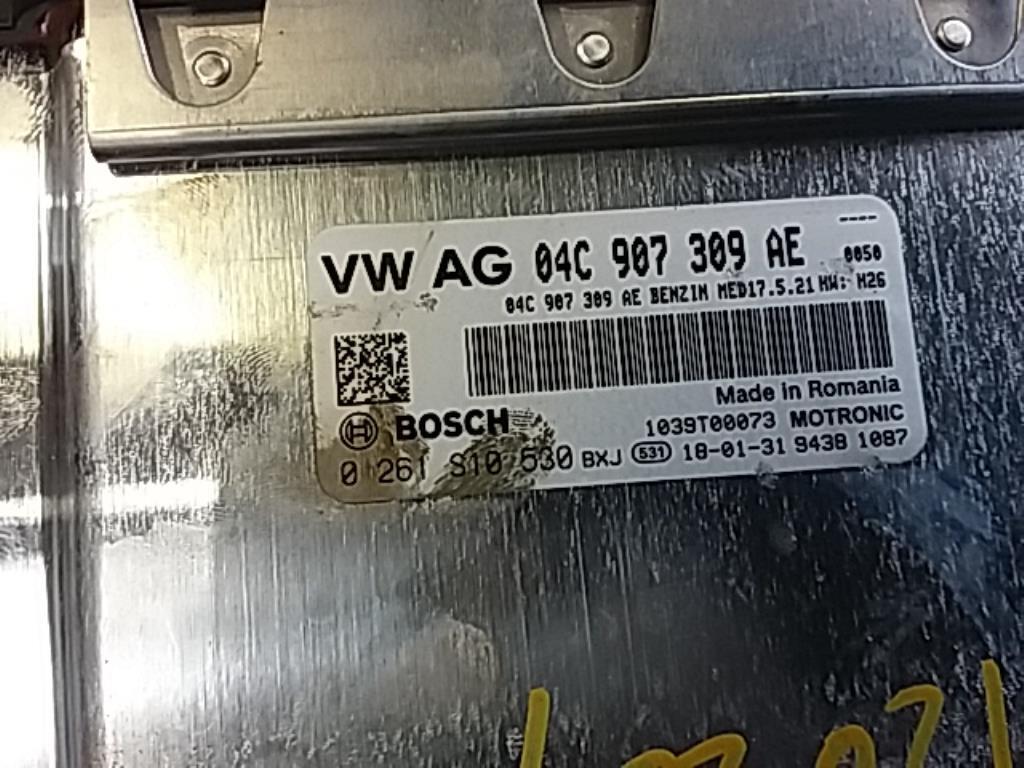 ----
VW AG 04C 907 309 AE 0050
04C 907 309 AE BENZIN MED17.5.21 HW: H26
Made in Romania
BOSCH 1039T00073 MOTRONIC
0 261 S10 530 BXJ 531 18-01-31 9438 1087